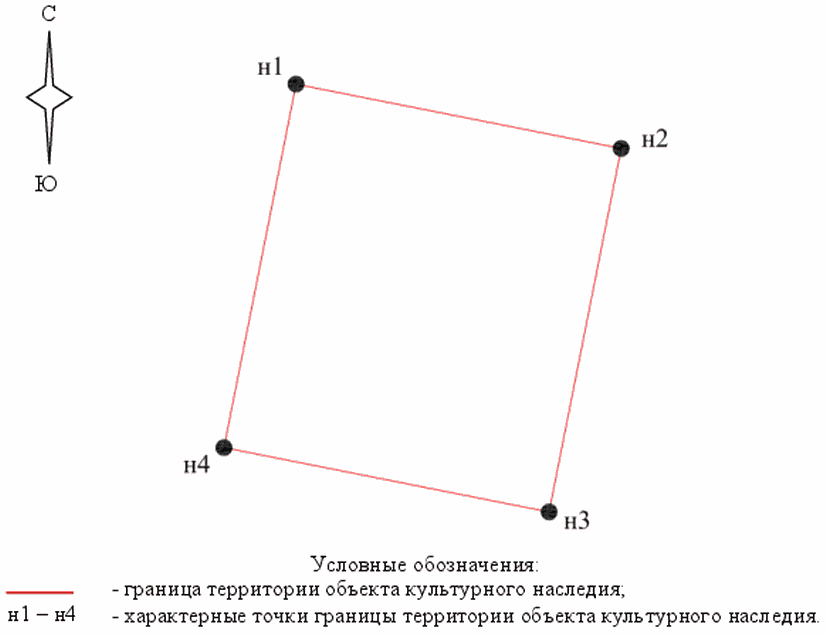 С
н1
н2
Ю
н4
н3
Условные обозначения:
- граница территории объекта культурного наследия;
н1 – н4 - характерные точки границы территории объекта культурного наследия.